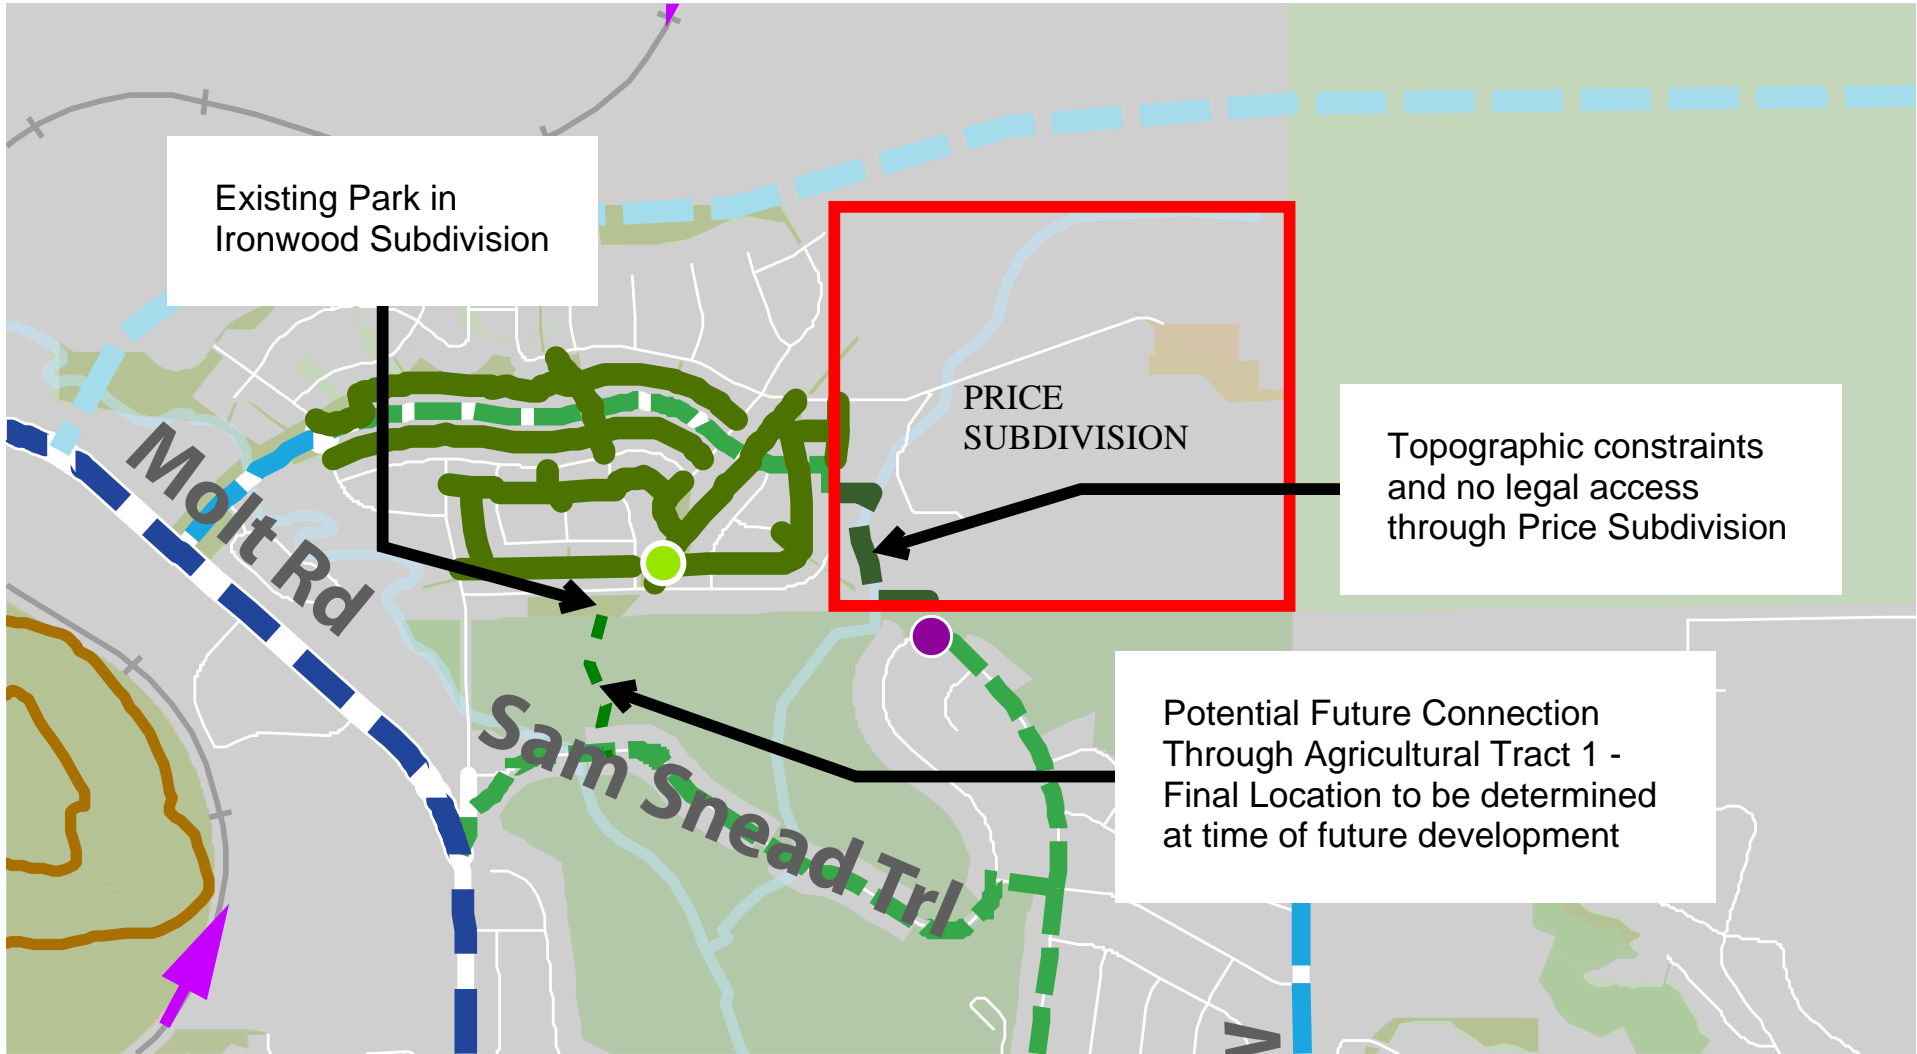 Existing Park in
Ironwood Subdivision
PRICE
SUBDIVISION
Topographic constraints
and no legal access
through Price Subdivision
Molt Rd
Sam Snead Trl
Potential Future Connection
Through Agricultural Tract 1 -
Final Location to be determined
at time of future development